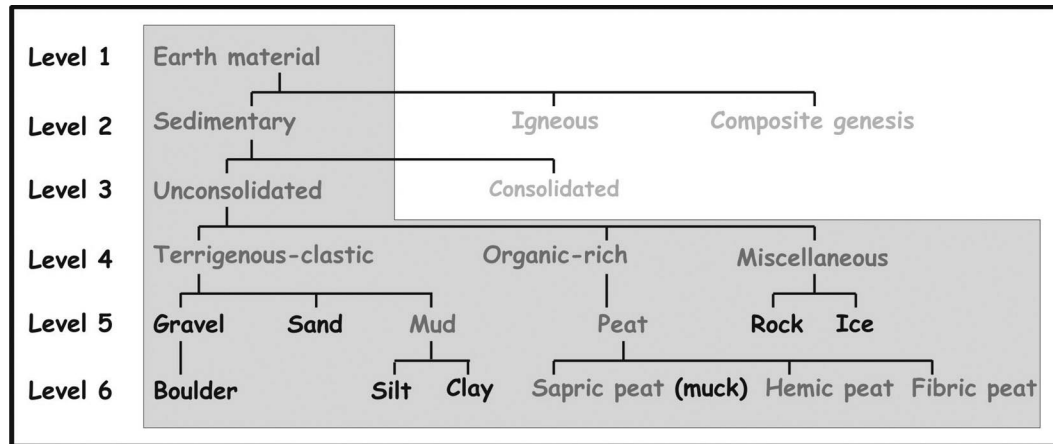 Level 1 Earth material
Level 2 Sedimentary Igneous Composite genesis
Level 3 Unconsolidated Consolidated
Level 4 Terrigenous-clastic Organic-rich Miscellaneous
Level 5 Gravel Sand Mud Peat Rock Ice
Level 6 Boulder Silt Clay Sapric peat (muck) Hemic peat Fibric peat